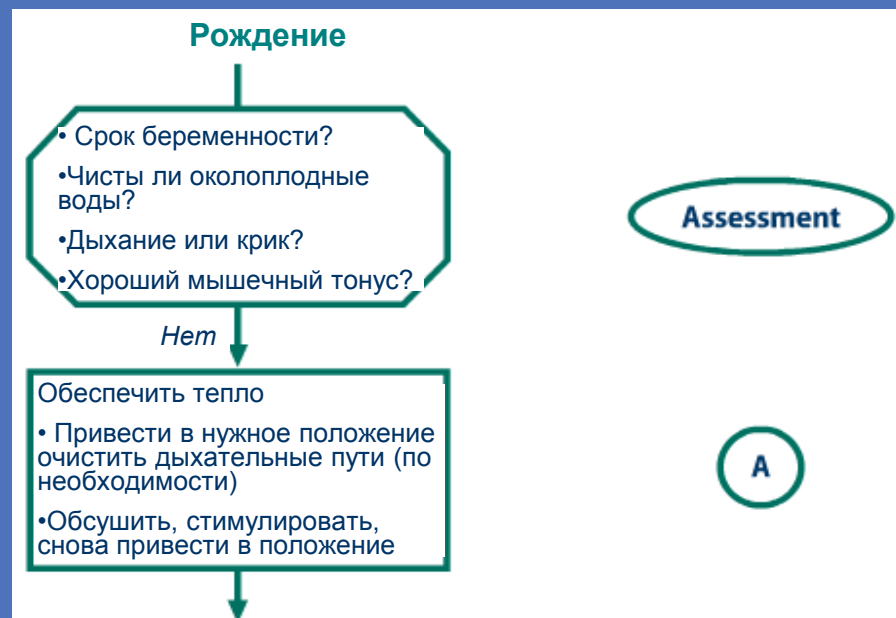 Рождение
• Срок беременности?
•Чисты ли околоплодные
воды?
•Дыхание или крик?
•Хороший мышечный тонус?
Assessment
Нет
Обеспечить тепло
• Привести в нужное положение
очистить дыхательные пути (по
необходимости)
•Обсушить, стимулировать,
снова привести в положение
A